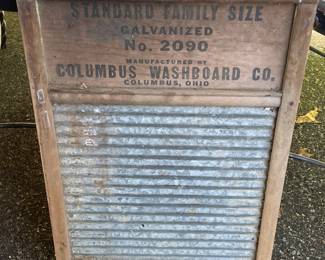 STANDARD FAMILY SIZE
GALVANIZED
No. 2090
MANUFACTURED BY
COLUMBUS WASHBOARD CO.
COLUMBUS, OHIO